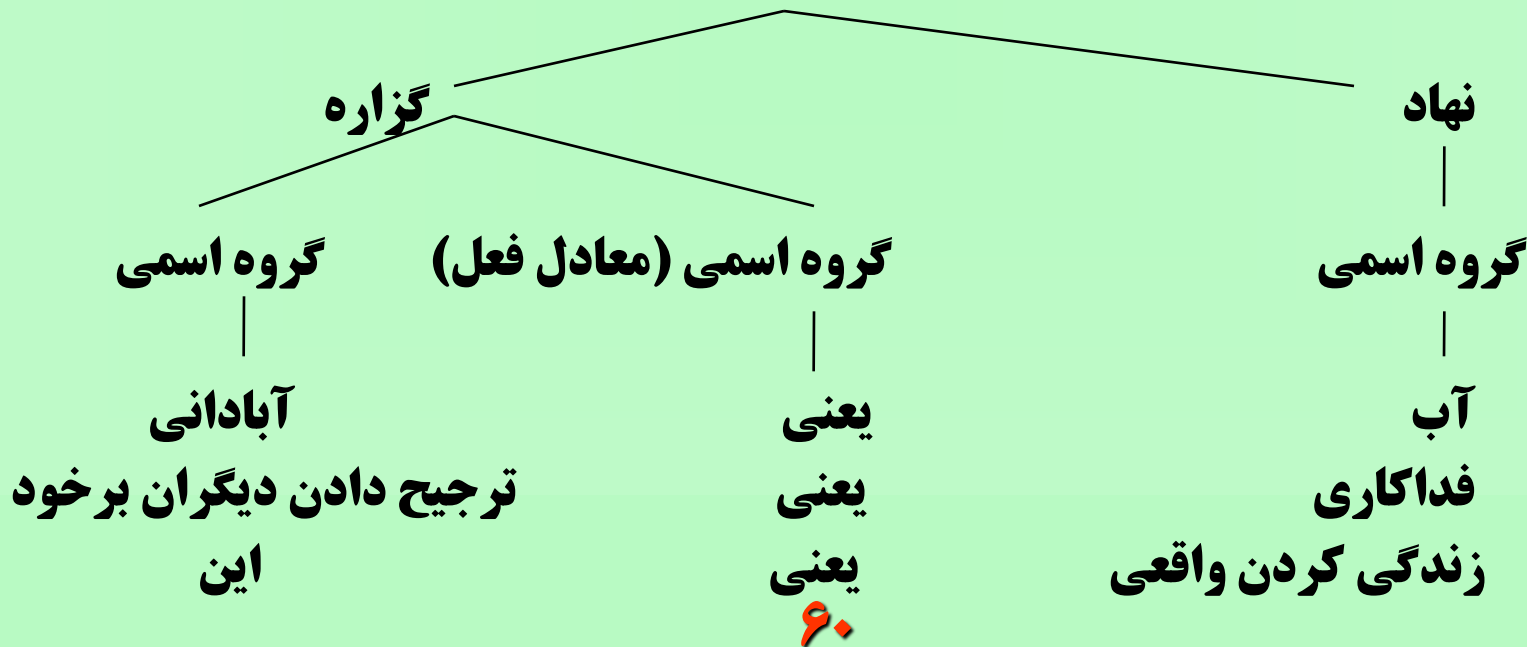 نهاد گزاره
گروه اسمی گروه اسمی (معادل فعل) گروه اسمی
آب یعنی آبادانی
فداکاری یعنی ترجیح دادن دیگران برخود
زندگی کردن واقعی یعنی این
۶۰